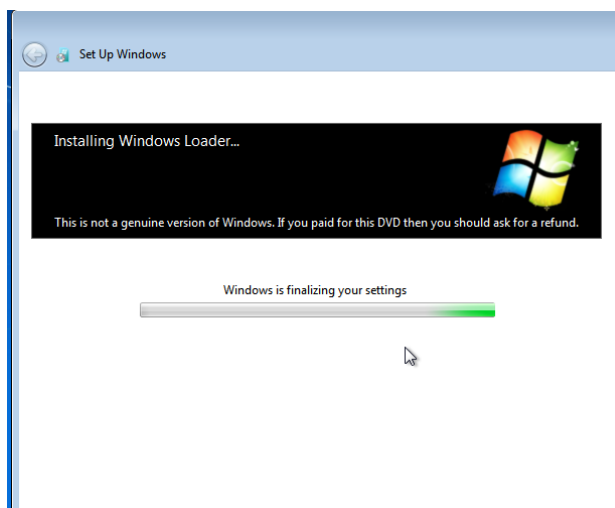 Set Up Windows
Installing Windows Loader...
This is not a genuine version of Windows. If you paid for this DVD then you should ask for a refund.
Windows is finalizing your settings